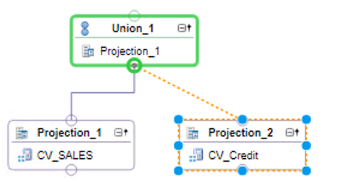 Union_1
Projection_1
Projection_1
CV_SALES
Projection_2
CV_Credit